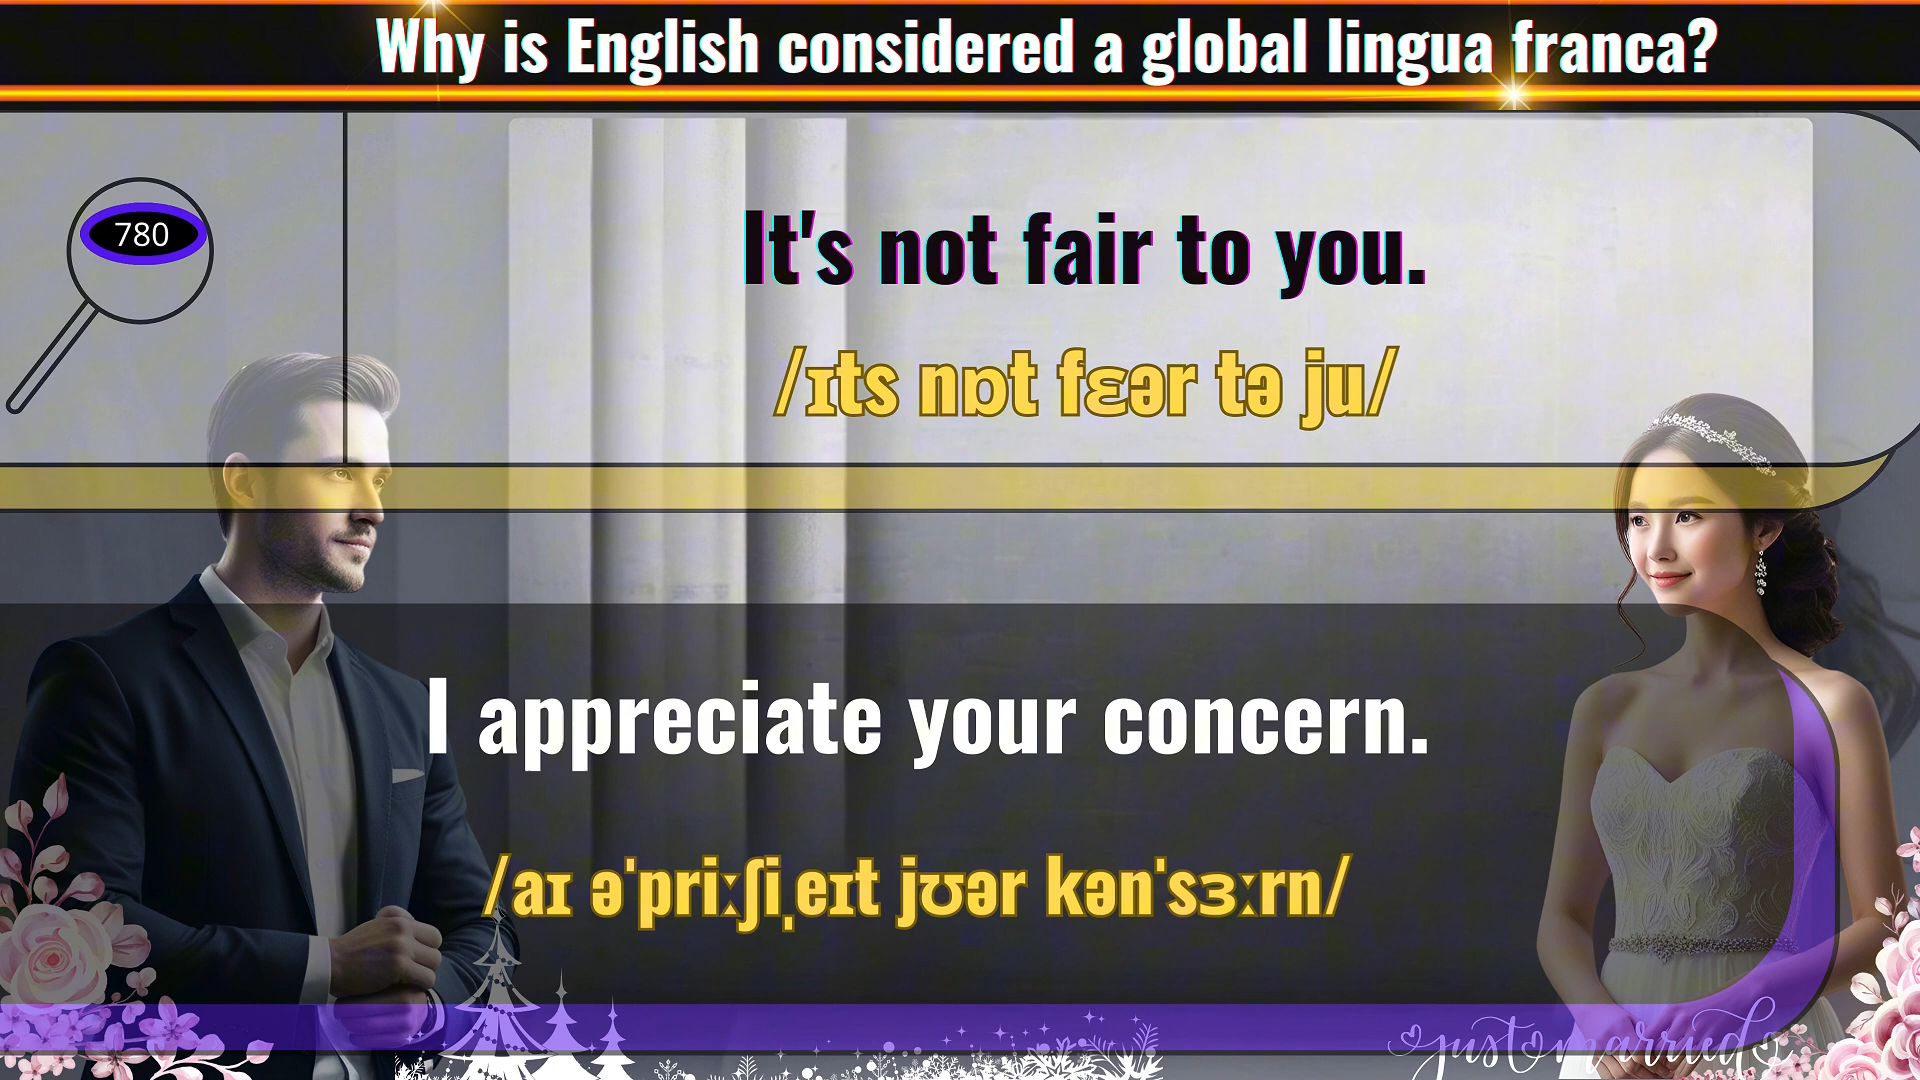 Why is English considered a global lingua franca?
780
It's not fair to you.
/ɪts nɒt fɛər tə ju/
I appreciate your concern.
/aɪ əˈpriːʃiˌeɪt jʊər kənˈsɜːrn/
just married